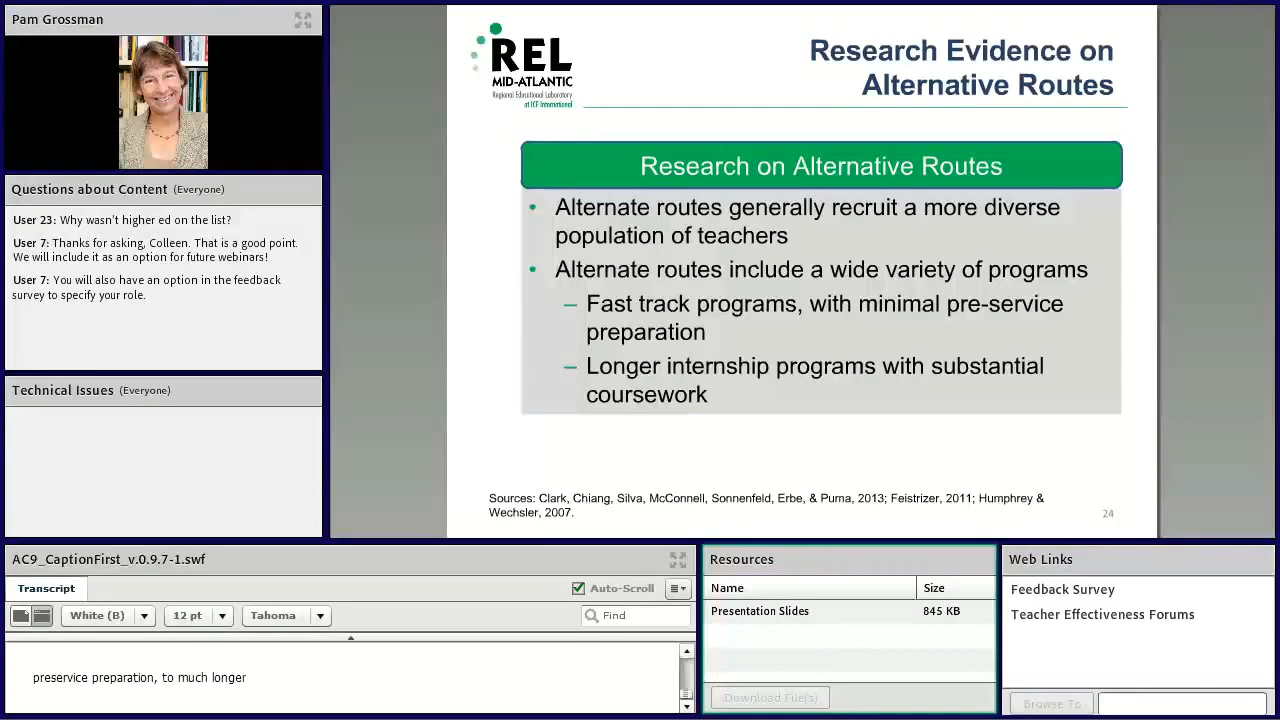 Pam Grossman
Questions about Content (Everyone)
User 23: Why wasn't higher ed on the list?
User 7: Thanks for asking, Colleen. That is a good point.
We will include it as an option for future webinars!
User 7: You will also have an option in the feedback
survey to specify your role.
Technical Issues (Everyone)
REL
MID-ATLANTIC
Regional Educational Laboratory
at ICF International
Research Evidence on
Alternative Routes
Research on Alternative Routes
• Alternate routes generally recruit a more diverse
population of teachers
• Alternate routes include a wide variety of programs
– Fast track programs, with minimal pre-service
preparation
– Longer internship programs with substantial
coursework
Sources: Clark, Chiang, Silva, McConnell, Sonnenfeld, Erbe, & Puma, 2013; Feistrizer, 2011; Humphrey &
Wechsler, 2007.
24
AC9_CaptionFirst_v.0.9.7-1.swf
Transcript
Auto-Scroll
White (B)
12 pt
Tahoma
Find
preservice preparation, to much longer
Resources
Name Size
Presentation Slides 845 KB
Download File(s)
Web Links
Feedback Survey
Teacher Effectiveness Forums
Browse To